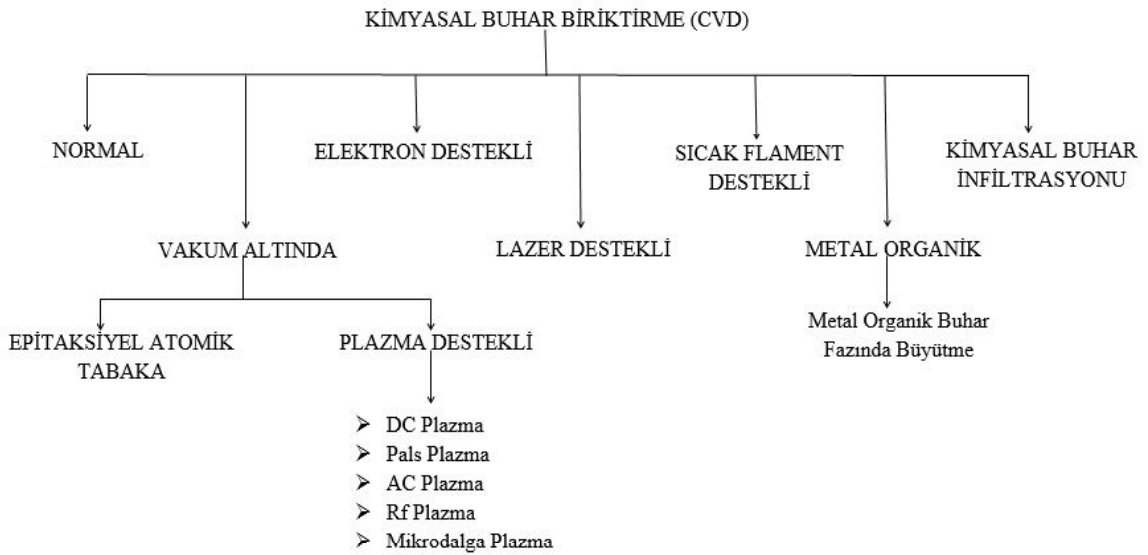 KİMYASAL BUHAR BİRİKTİRME (CVD)
NORMAL
ELEKTRON DESTEKLİ
SICAK FLAMENT
DESTEKLİ
KİMYASAL BUHAR
İNFİLTRASYONU
VAKUM ALTINDA
LAZER DESTEKLİ
METAL ORGANİK
EPİTAKSİYEL ATOMİK
TABAKA
PLAZMA DESTEKLİ
Metal Organik Buhar
Fazında Büyütme
➤ DC Plazma
➤ Pals Plazma
➤ AC Plazma
➤ Rf Plazma
➤ Mikrodalga Plazma